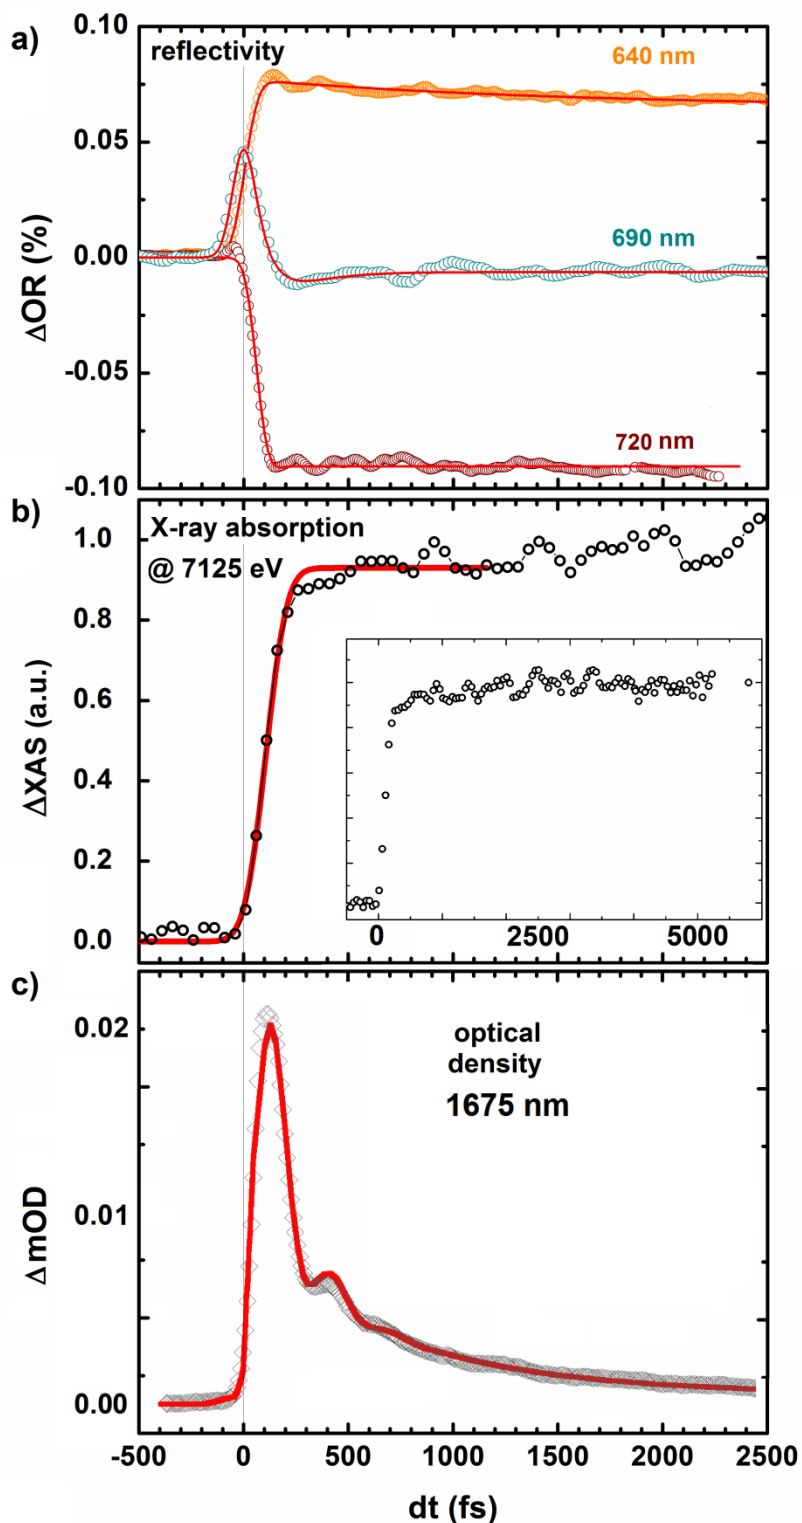 a)
reflectivity
640 nm
690 nm
720 nm
ΔOR (%)
0.10
0.05
0.00
-0.05
-0.10
b)
X-ray absorption
@ 7125 eV
ΔXAS (a.u.)
1.0
0.8
0.6
0.4
0.2
0.0
0 2500 5000
c)
optical
density
1675 nm
ΔmOD
0.02
0.01
0.00
-500 0 500 1000 1500 2000 2500
dt (fs)